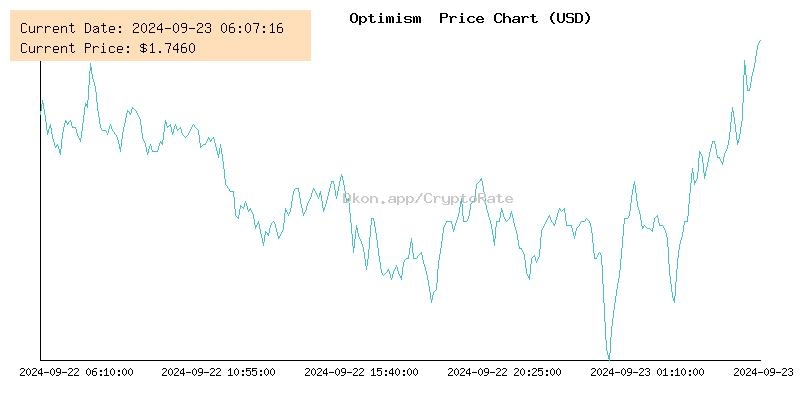 Optimism  Price Chart (USD)
Current Date: 2024-09-23 06:07:16
Current Price: $1.7460
Dkon.app/CryptoRate
2024-09-22 06:10:00 2024-09-22 10:55:00 2024-09-22 15:40:00 2024-09-22 20:25:00 2024-09-23 01:10:00 2024-09-23